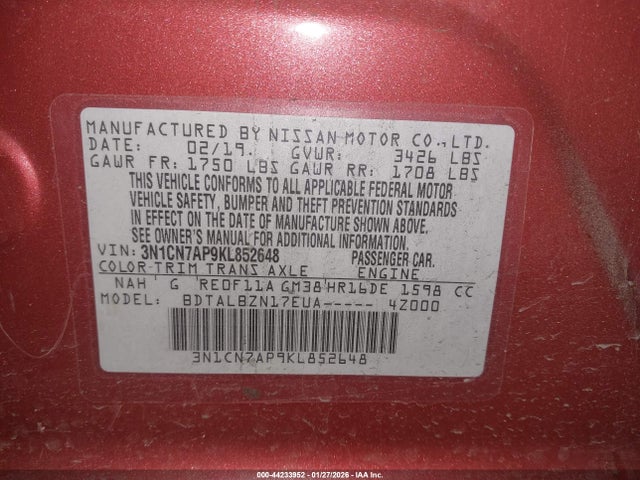 MANUFACTURED BY NISSAN MOTOR CO.,LTD.
DATE: 02/19. GVWR: 3426 LBS
GAWR FR: 1750 LBS GAWR RR: 1708 LBS
THIS VEHICLE CONFORMS TO ALL APPLICABLE FEDERAL MOTOR
VEHICLE SAFETY, BUMPER AND THEFT PREVENTION STANDARDS
IN EFFECT ON THE DATE OF MANUFACTURE SHOWN ABOVE.
SEE OWNER'S MANUAL FOR ADDITIONAL INFORMATION
VIN: 3N1CN7AP9KL852648 PASSENGER CAR.
COLOR TRIM TRANS AXLE ENGINE
NAH G RE0F11A GM38 HR16DE 1598 CC
MODEL: BDTALBZN17EUA----- 4Z000
3N1CN7AP9KL852648
000-44233952 - 01/27/2026 - IAA Inc.